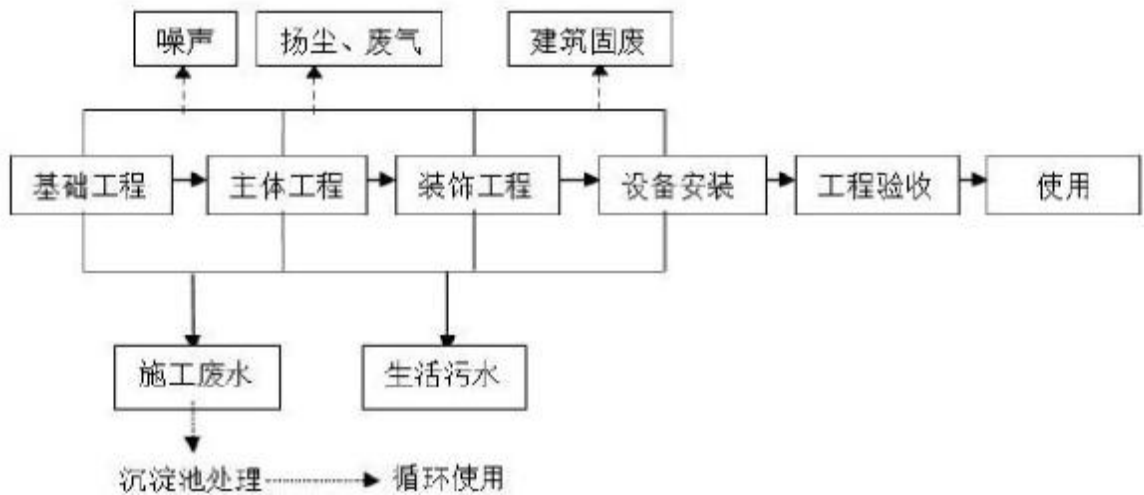 噪声 扬尘、废气 建筑固废
基础工程 主体工程 装饰工程 设备安装 工程验收 使用
施工废水 生活污水
沉淀池处理 循环使用